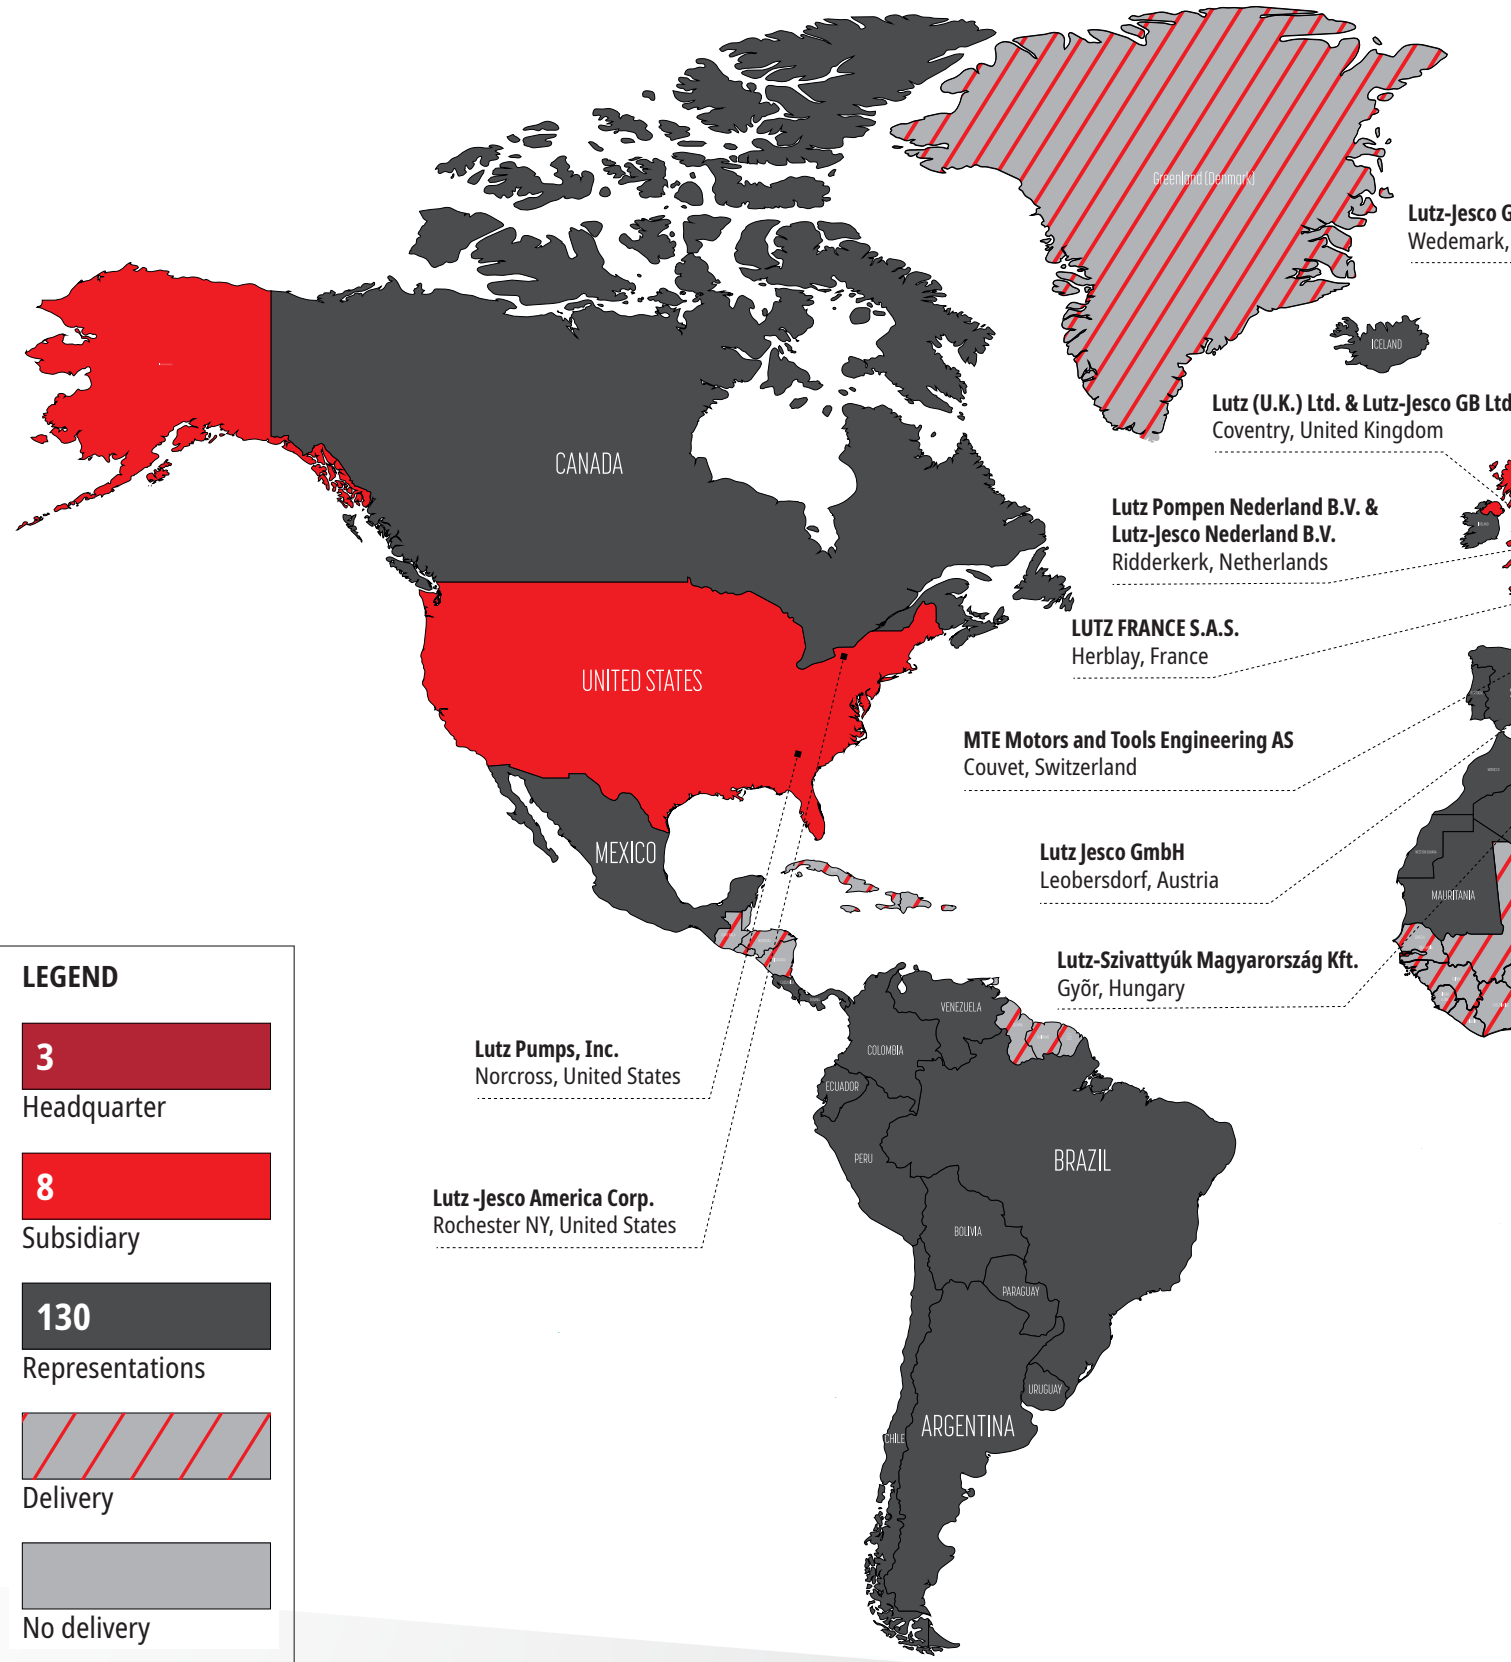 Greenland (Denmark)
Lutz-Jesco G
Wedemark,
ICELAND
Lutz (U.K.) Ltd. & Lutz-Jesco GB Ltd
Coventry, United Kingdom
CANADA
Lutz Pompen Nederland B.V. &
Lutz-Jesco Nederland B.V.
Ridderkerk, Netherlands
LUTZ FRANCE S.A.S.
Herblay, France
UNITED STATES
MTE Motors and Tools Engineering AS
Couvet, Switzerland
MEXICO
Lutz Jesco GmbH
Leobersdorf, Austria
MAURITANIA
Lutz-Szivattyúk Magyarország Kft.
Gyõr, Hungary
VENEZUELA
COLOMBIA
ECUADOR
PERU
BRAZIL
BOLIVIA
PARAGUAY
URUGUAY
ARGENTINA
CHILE
Lutz Pumps, Inc.
Norcross, United States
Lutz -Jesco America Corp.
Rochester NY, United States
LEGEND
3
Headquarter
8
Subsidiary
130
Representations
Delivery
No delivery